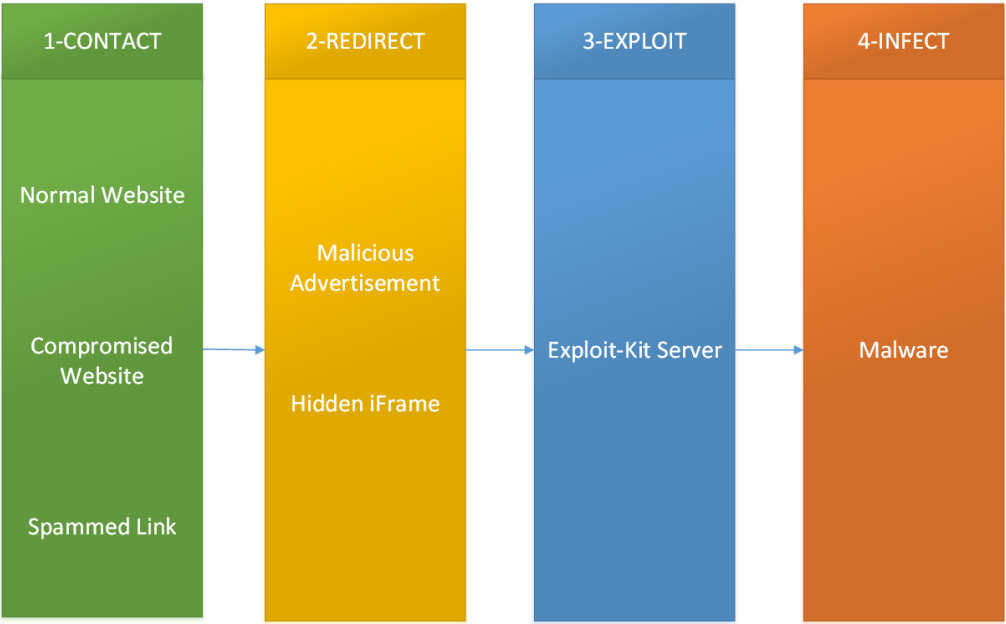 1-CONTACT
Normal Website
Compromised
Website
Spammed Link
2-REDIRECT
Malicious
Advertisement
Hidden iFrame
3-EXPLOIT
Exploit-Kit Server
4-INFECT
Malware